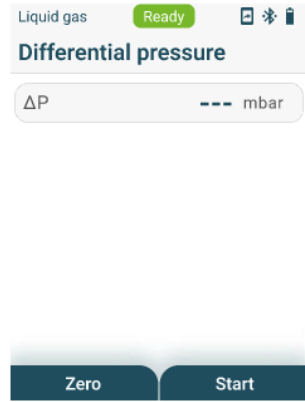 Liquid gas Ready
Differential pressure
ΔP --- mbar
Zero Start